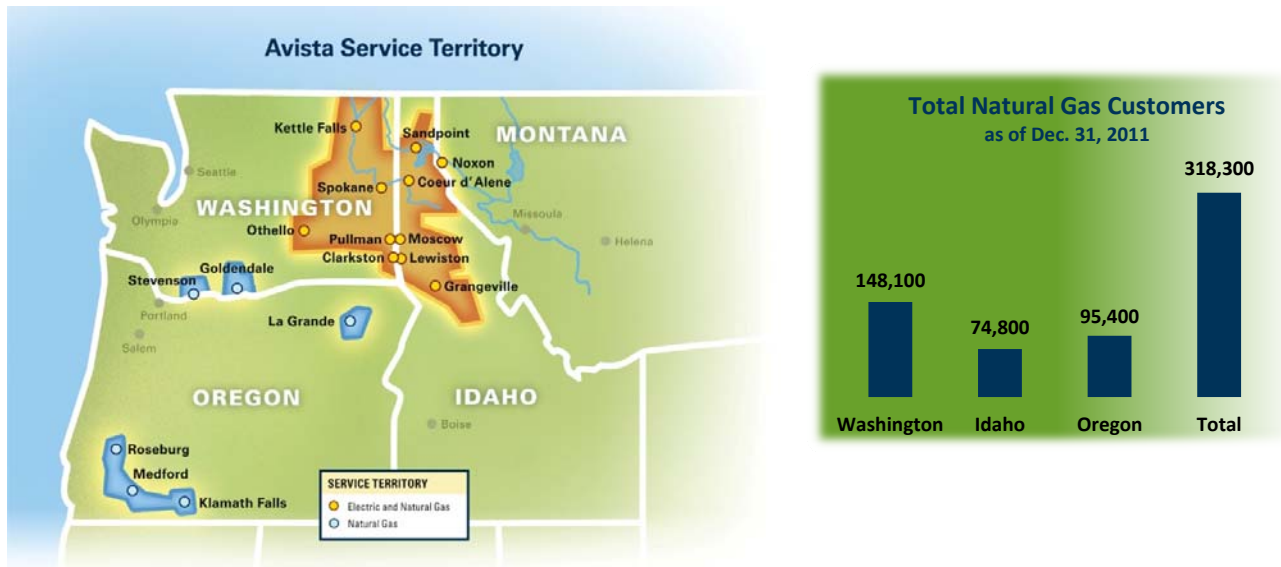 Avista Service Territory
Kettle Falls
Sandpoint
MONTANA
Noxon
Seattle
Spokane
Coeur d'Alene
WASHINGTON
Olympia
Missoula
Othello
Pullman
Moscow
Helena
Clarkston
Lewiston
Goldendale
Stevenson
Grangeville
Portland
La Grande
Salem
OREGON
IDAHO
Boise
Roseburg
Medford
Klamath Falls
SERVICE TERRITORY
Electric and Natural Gas
Natural Gas
Total Natural Gas Customers
as of Dec. 31, 2011
318,300
148,100
95,400
74,800
Washington Idaho Oregon Total